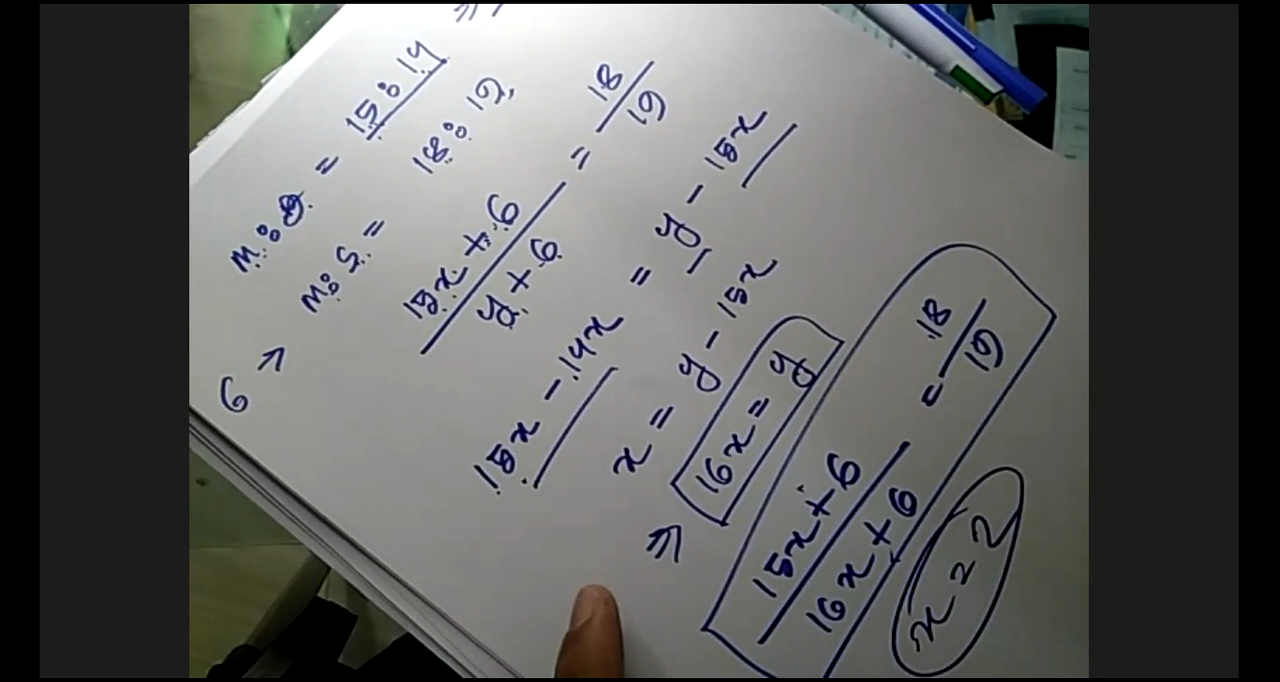 M:Q = 15:14
6 → M:S = 18:19
15x + 6 / y + 6 = 18/19
15x - 14x = y - 15x
x = y - 15x
⇒ 16x = y
15x + 6 / 16x + 6 = 18/19
x = 2